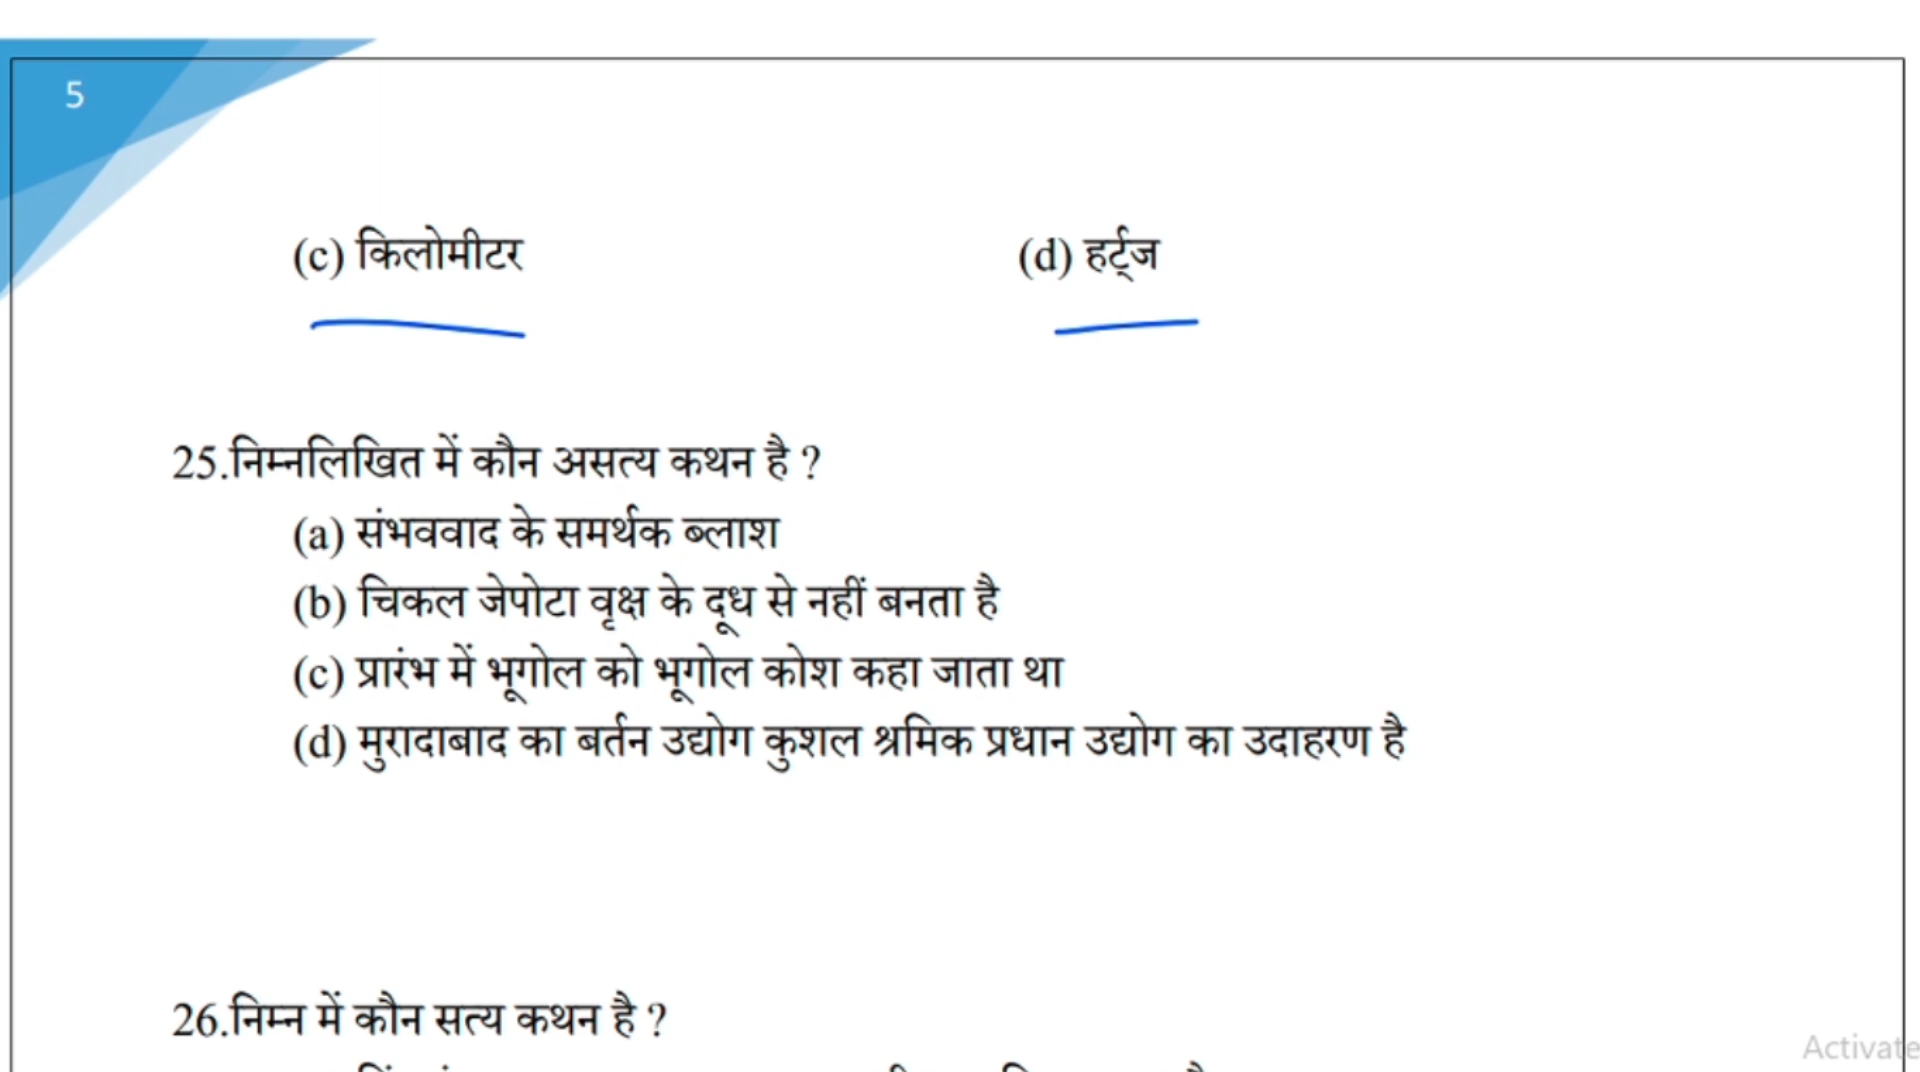 5
(c) किलोमीटर (d) हर्ट्ज
25.निम्नलिखित में कौन असत्य कथन है ?
(a) संभववाद के समर्थक ब्लाश
(b) चिकल जेपोटा वृक्ष के दूध से नहीं बनता है
(c) प्रारंभ में भूगोल को भूगोल कोश कहा जाता था
(d) मुरादाबाद का बर्तन उद्योग कुशल श्रमिक प्रधान उद्योग का उदाहरण है
26.निम्न में कौन सत्य कथन है ?
Activate